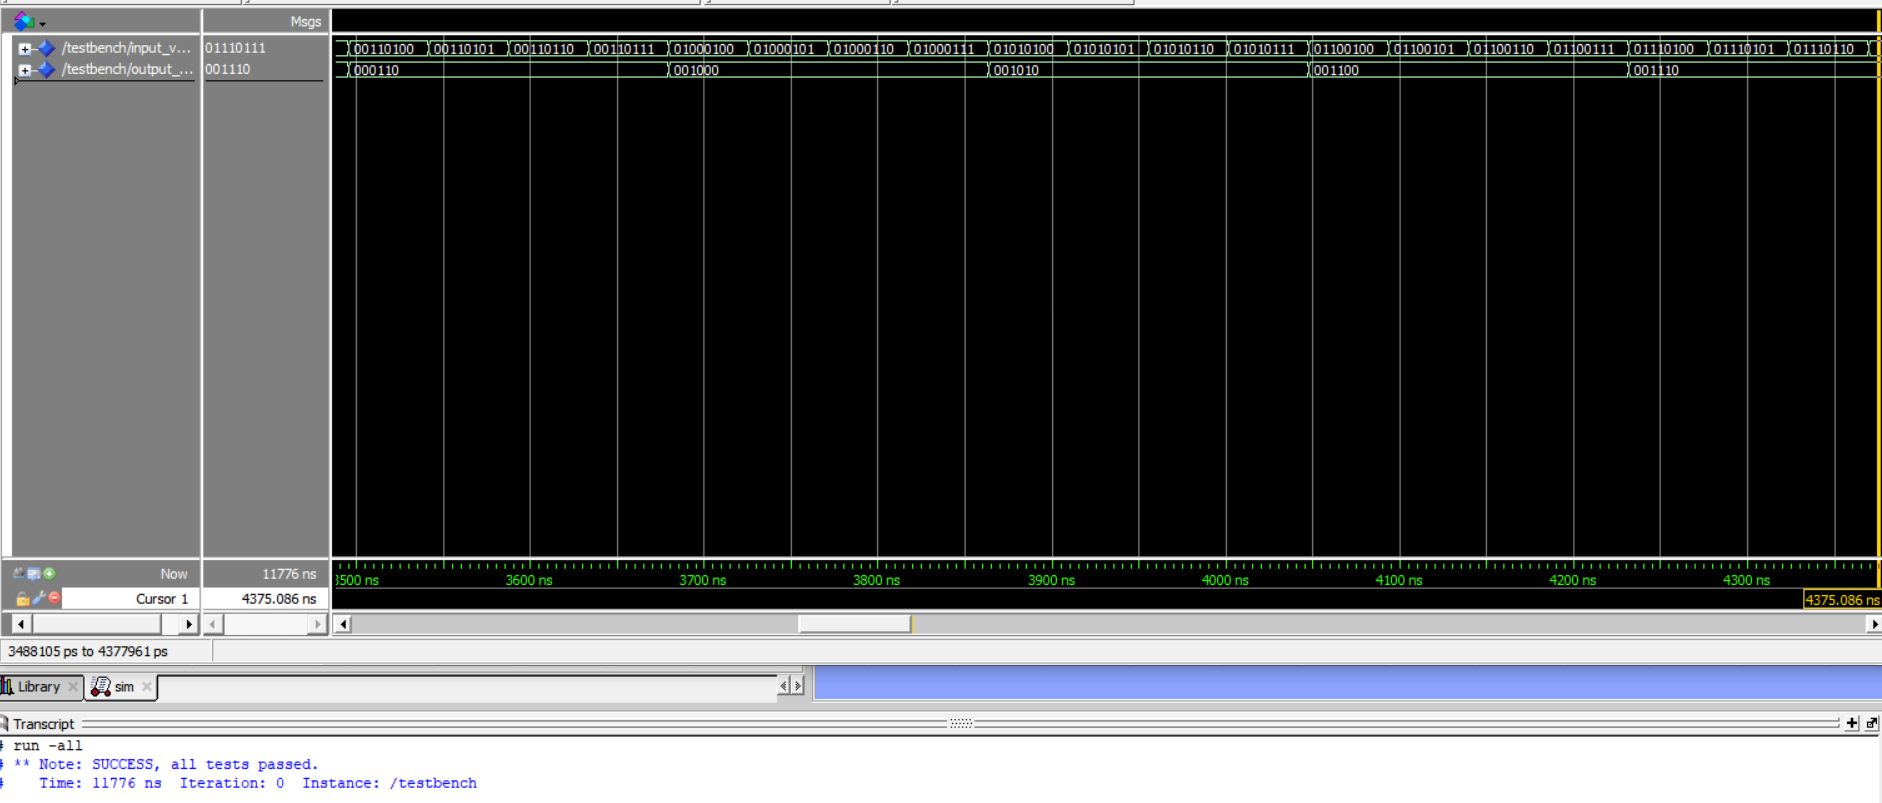 Msgs
/testbench/input_v... 01110111 00110100 00110101 00110110 00110111 01000100 01000101 01000110 01000111 01010100 01010101 01010110 01010111 01100100 01100101 01100110 01100111 01110100 01110101 01110110
/testbench/output_... 001110 000110 001000 001010 001100 001110
Now 11776 ns 3500 ns 3600 ns 3700 ns 3800 ns 3900 ns 4000 ns 4100 ns 4200 ns 4300 ns
Cursor 1 4375.086 ns 4375.086 ns
3488105 ps to 4377961 ps
Library sim
Transcript
# run -all
# ** Note: SUCCESS, all tests passed.
#    Time: 11776 ns  Iteration: 0  Instance: /testbench